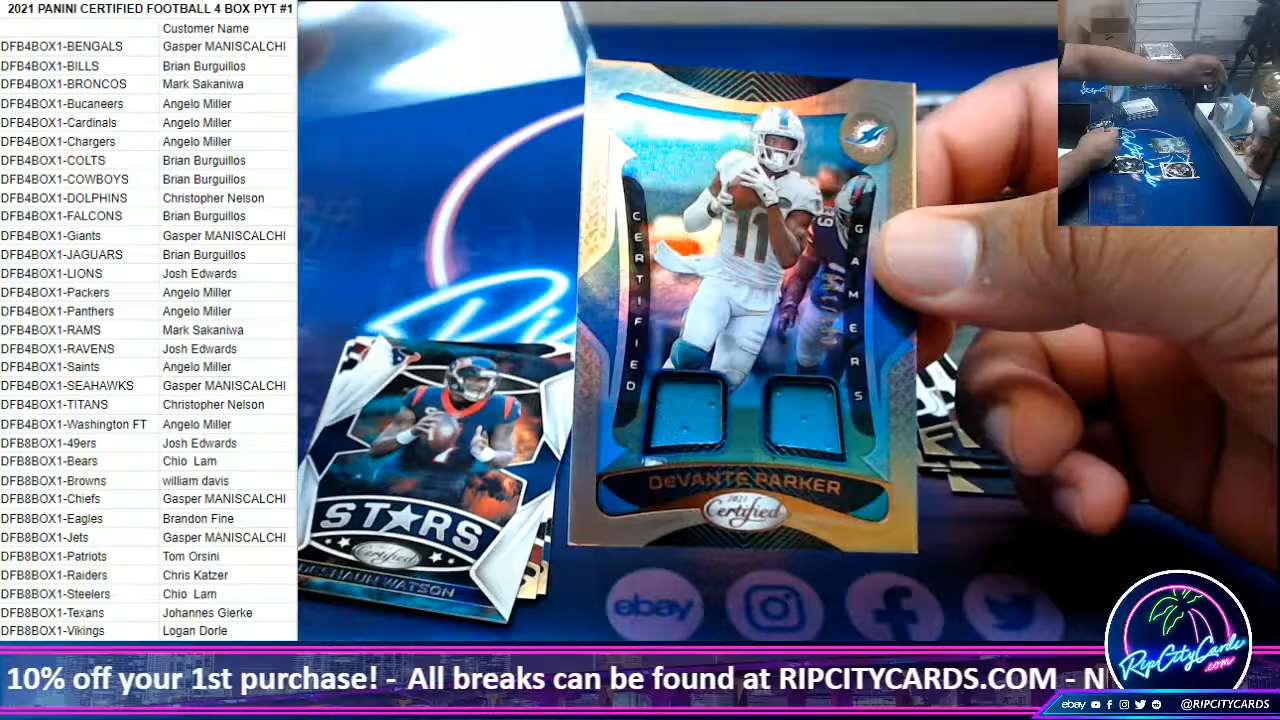 2021 PANINI CERTIFIED FOOTBALL 4 BOX PYT #1
Customer Name
DFB4BOX1-BENGALS Gasper MANISCALCHI
DFB4BOX1-BILLS Brian Burguillos
DFB4BOX1-BRONCOS Mark Sakaniwa
DFB4BOX1-Bucaneers Angelo Miller
DFB4BOX1-Cardinals Angelo Miller
DFB4BOX1-Chargers Angelo Miller
DFB4BOX1-COLTS Brian Burguillos
DFB4BOX1-COWBOYS Brian Burguillos
DFB4BOX1-DOLPHINS Christopher Nelson
DFB4BOX1-FALCONS Brian Burguillos
DFB4BOX1-Giants Gasper MANISCALCHI
DFB4BOX1-JAGUARS Brian Burguillos
DFB4BOX1-LIONS Josh Edwards
DFB4BOX1-Packers Angelo Miller
DFB4BOX1-Panthers Angelo Miller
DFB4BOX1-RAMS Mark Sakaniwa
DFB4BOX1-RAVENS Josh Edwards
DFB4BOX1-Saints Angelo Miller
DFB4BOX1-SEAHAWKS Gasper MANISCALCHI
DFB4BOX1-TITANS Christopher Nelson
DFB4BOX1-Washington FT Angelo Miller
DFB8BOX1-49ers Josh Edwards
DFB8BOX1-Bears Chio Lam
DFB8BOX1-Browns william davis
DFB8BOX1-Chiefs Gasper MANISCALCHI
DFB8BOX1-Eagles Brandon Fine
DFB8BOX1-Jets Gasper MANISCALCHI
DFB8BOX1-Patriots Tom Orsini
DFB8BOX1-Raiders Chris Katzer
DFB8BOX1-Steelers Chio Lam
DFB8BOX1-Texans Johannes Gierke
DFB8BOX1-Vikings Logan Dorle
CERTIFIED
GAMERS
11
39
DEVANTE PARKER
2021
Certified
STARS
Certified
DESHAUN WATSON
ebay
RipCityCards
.com
10% off your 1st purchase! - All breaks can be found at RIPCITYCARDS.COM - N
ebay @RIPCITYCARDS